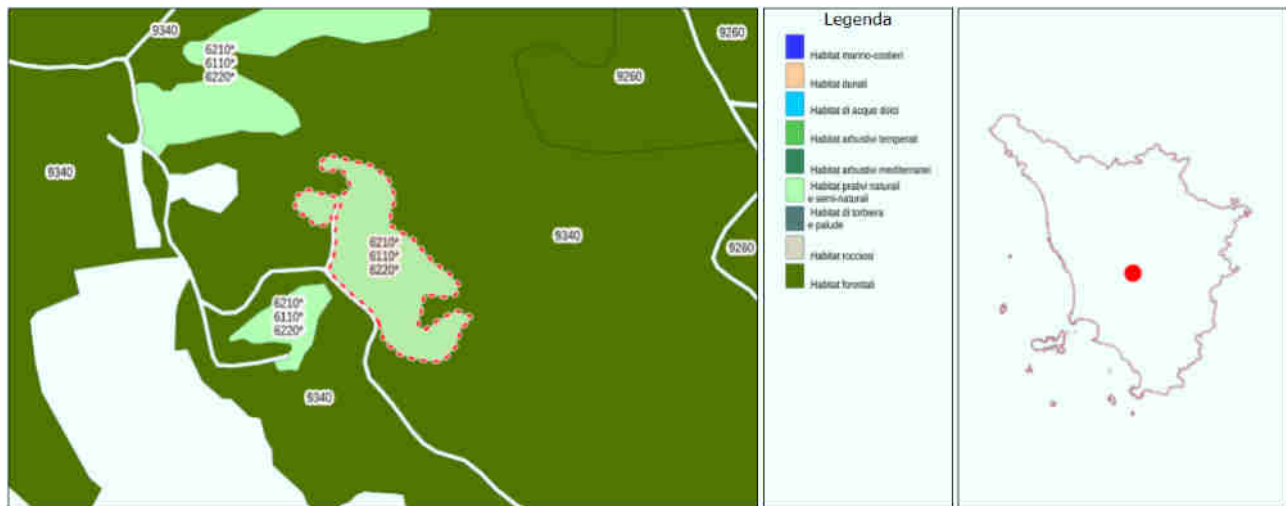 9340
6210*
6110*
6220*
9260
9260
9340
6210*
6110*
6220*
9340
9260
6210*
6110*
6220*
9340
Legenda
Habitat marino-costieri
Habitat dunali
Habitat di acque dolci
Habitat arbustivi temperati
Habitat arbustivi mediterranei
Habitat prativi naturali
e semi-naturali
Habitat di torbiera
e palude
Habitat rocciosi
Habitat forestali